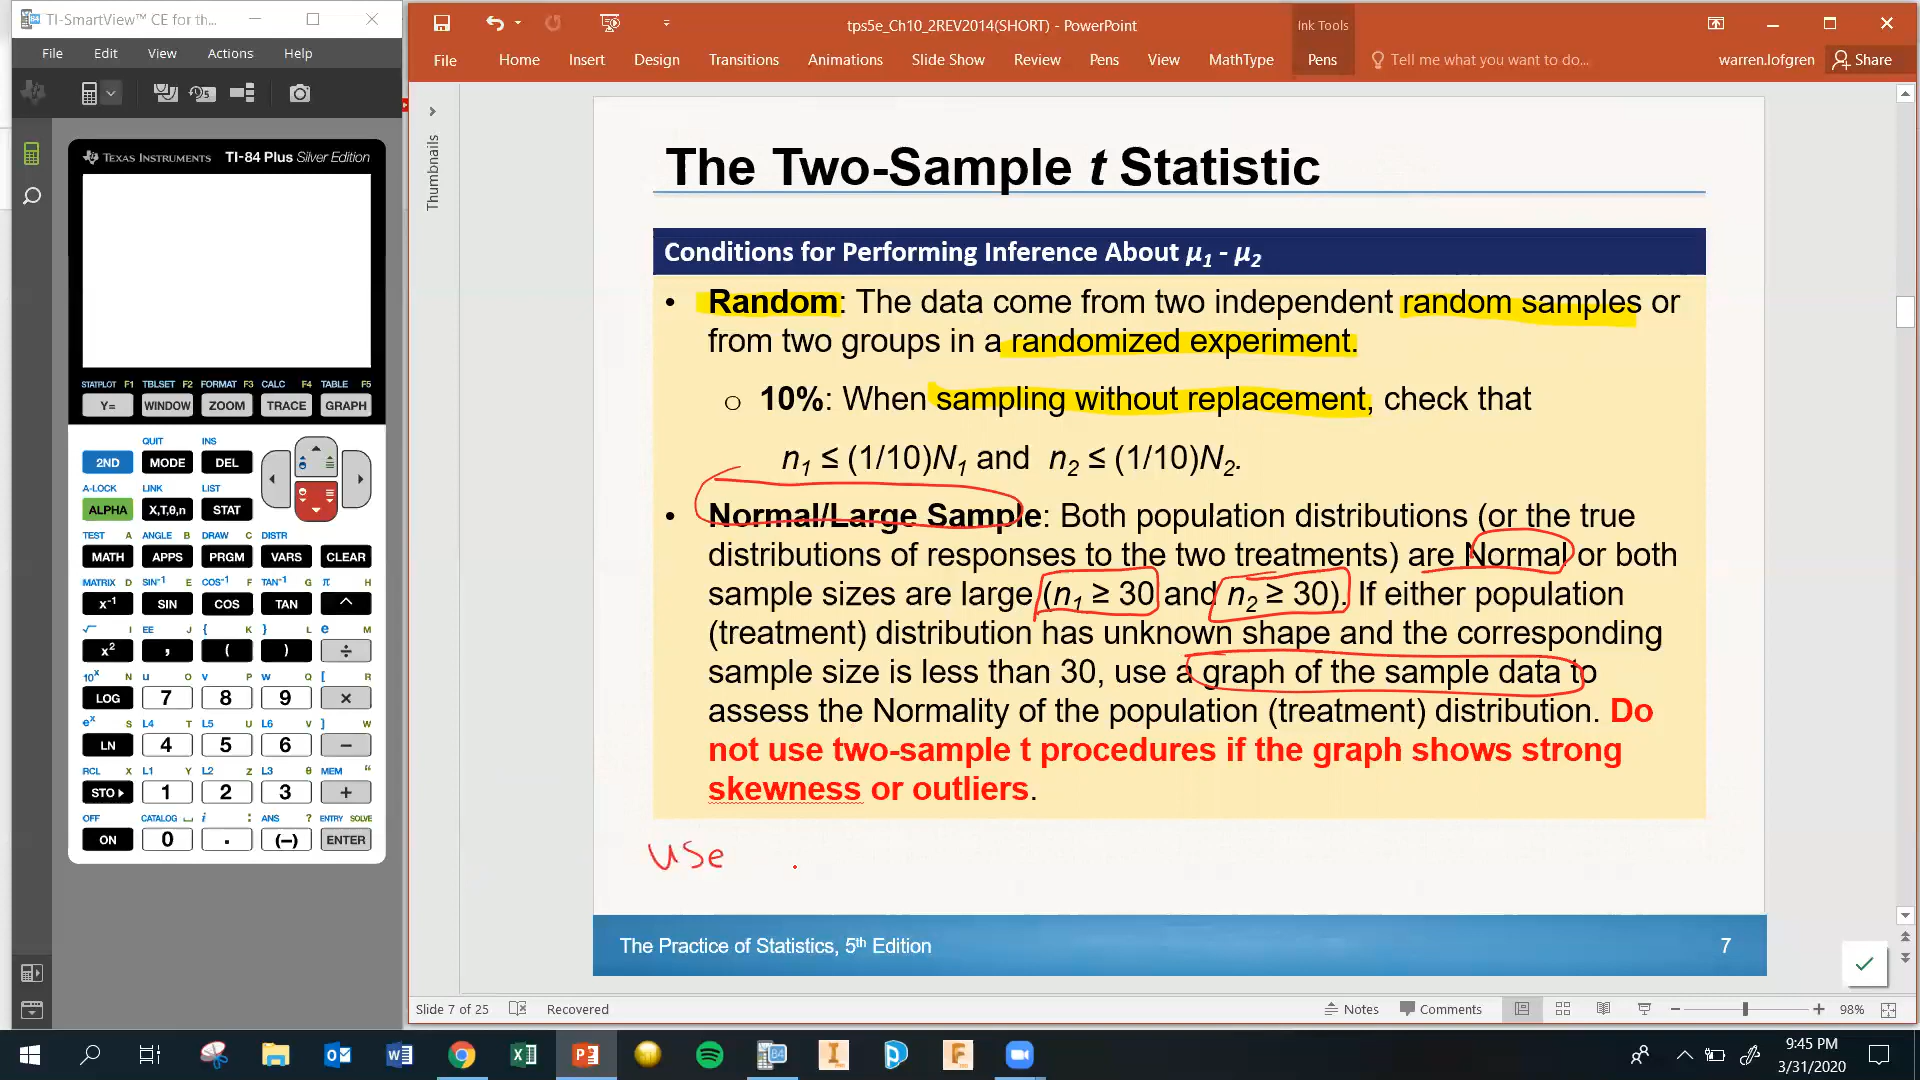 TI-SmartView™ CE for th...
File Edit View Actions Help
TEXAS INSTRUMENTS TI-84 Plus Silver Edition
STATPLOT F1 TBLSET F2 FORMAT F3 CALC F4 TABLE F5
Y= WINDOW ZOOM TRACE GRAPH
QUIT INS
2ND MODE DEL
A-LOCK LINK LIST
ALPHA X,T,θ,n STAT
TEST A ANGLE B DRAW C DISTR
MATH APPS PRGM VARS CLEAR
MATRIX D SIN⁻¹ E COS⁻¹ F TAN⁻¹ G π H
x⁻¹ SIN COS TAN ^
√ I EE J { K } L e M
x² , ( ) ÷
10ˣ N u O v P w Q [ R
LOG 7 8 9 ×
eˣ S L4 T L5 U L6 V ] W
LN 4 5 6 −
RCL X L1 Y L2 Z L3 θ MEM “
STO▸ 1 2 3 +
OFF CATALOG ␣ i : ANS ? ENTRY SOLVE
ON 0 . (−) ENTER
tps5e_Ch10_2REV2014(SHORT) - PowerPoint
Ink Tools
File Home Insert Design Transitions Animations Slide Show Review Pens View MathType Pens Tell me what you want to do... warren.lofgren Share
Thumbnails
The Two-Sample t Statistic
Conditions for Performing Inference About μ₁ - μ₂
• Random: The data come from two independent random samples or
from two groups in a randomized experiment.
○ 10%: When sampling without replacement, check that
n₁ ≤ (1/10)N₁ and n₂ ≤ (1/10)N₂.
• Normal/Large Sample: Both population distributions (or the true
distributions of responses to the two treatments) are Normal or both
sample sizes are large (n₁ ≥ 30 and n₂ ≥ 30). If either population
(treatment) distribution has unknown shape and the corresponding
sample size is less than 30, use a graph of the sample data to
assess the Normality of the population (treatment) distribution. Do
not use two-sample t procedures if the graph shows strong
skewness or outliers.
use
The Practice of Statistics, 5th Edition 7
Slide 7 of 25 Recovered Notes Comments 98%
9:45 PM
3/31/2020